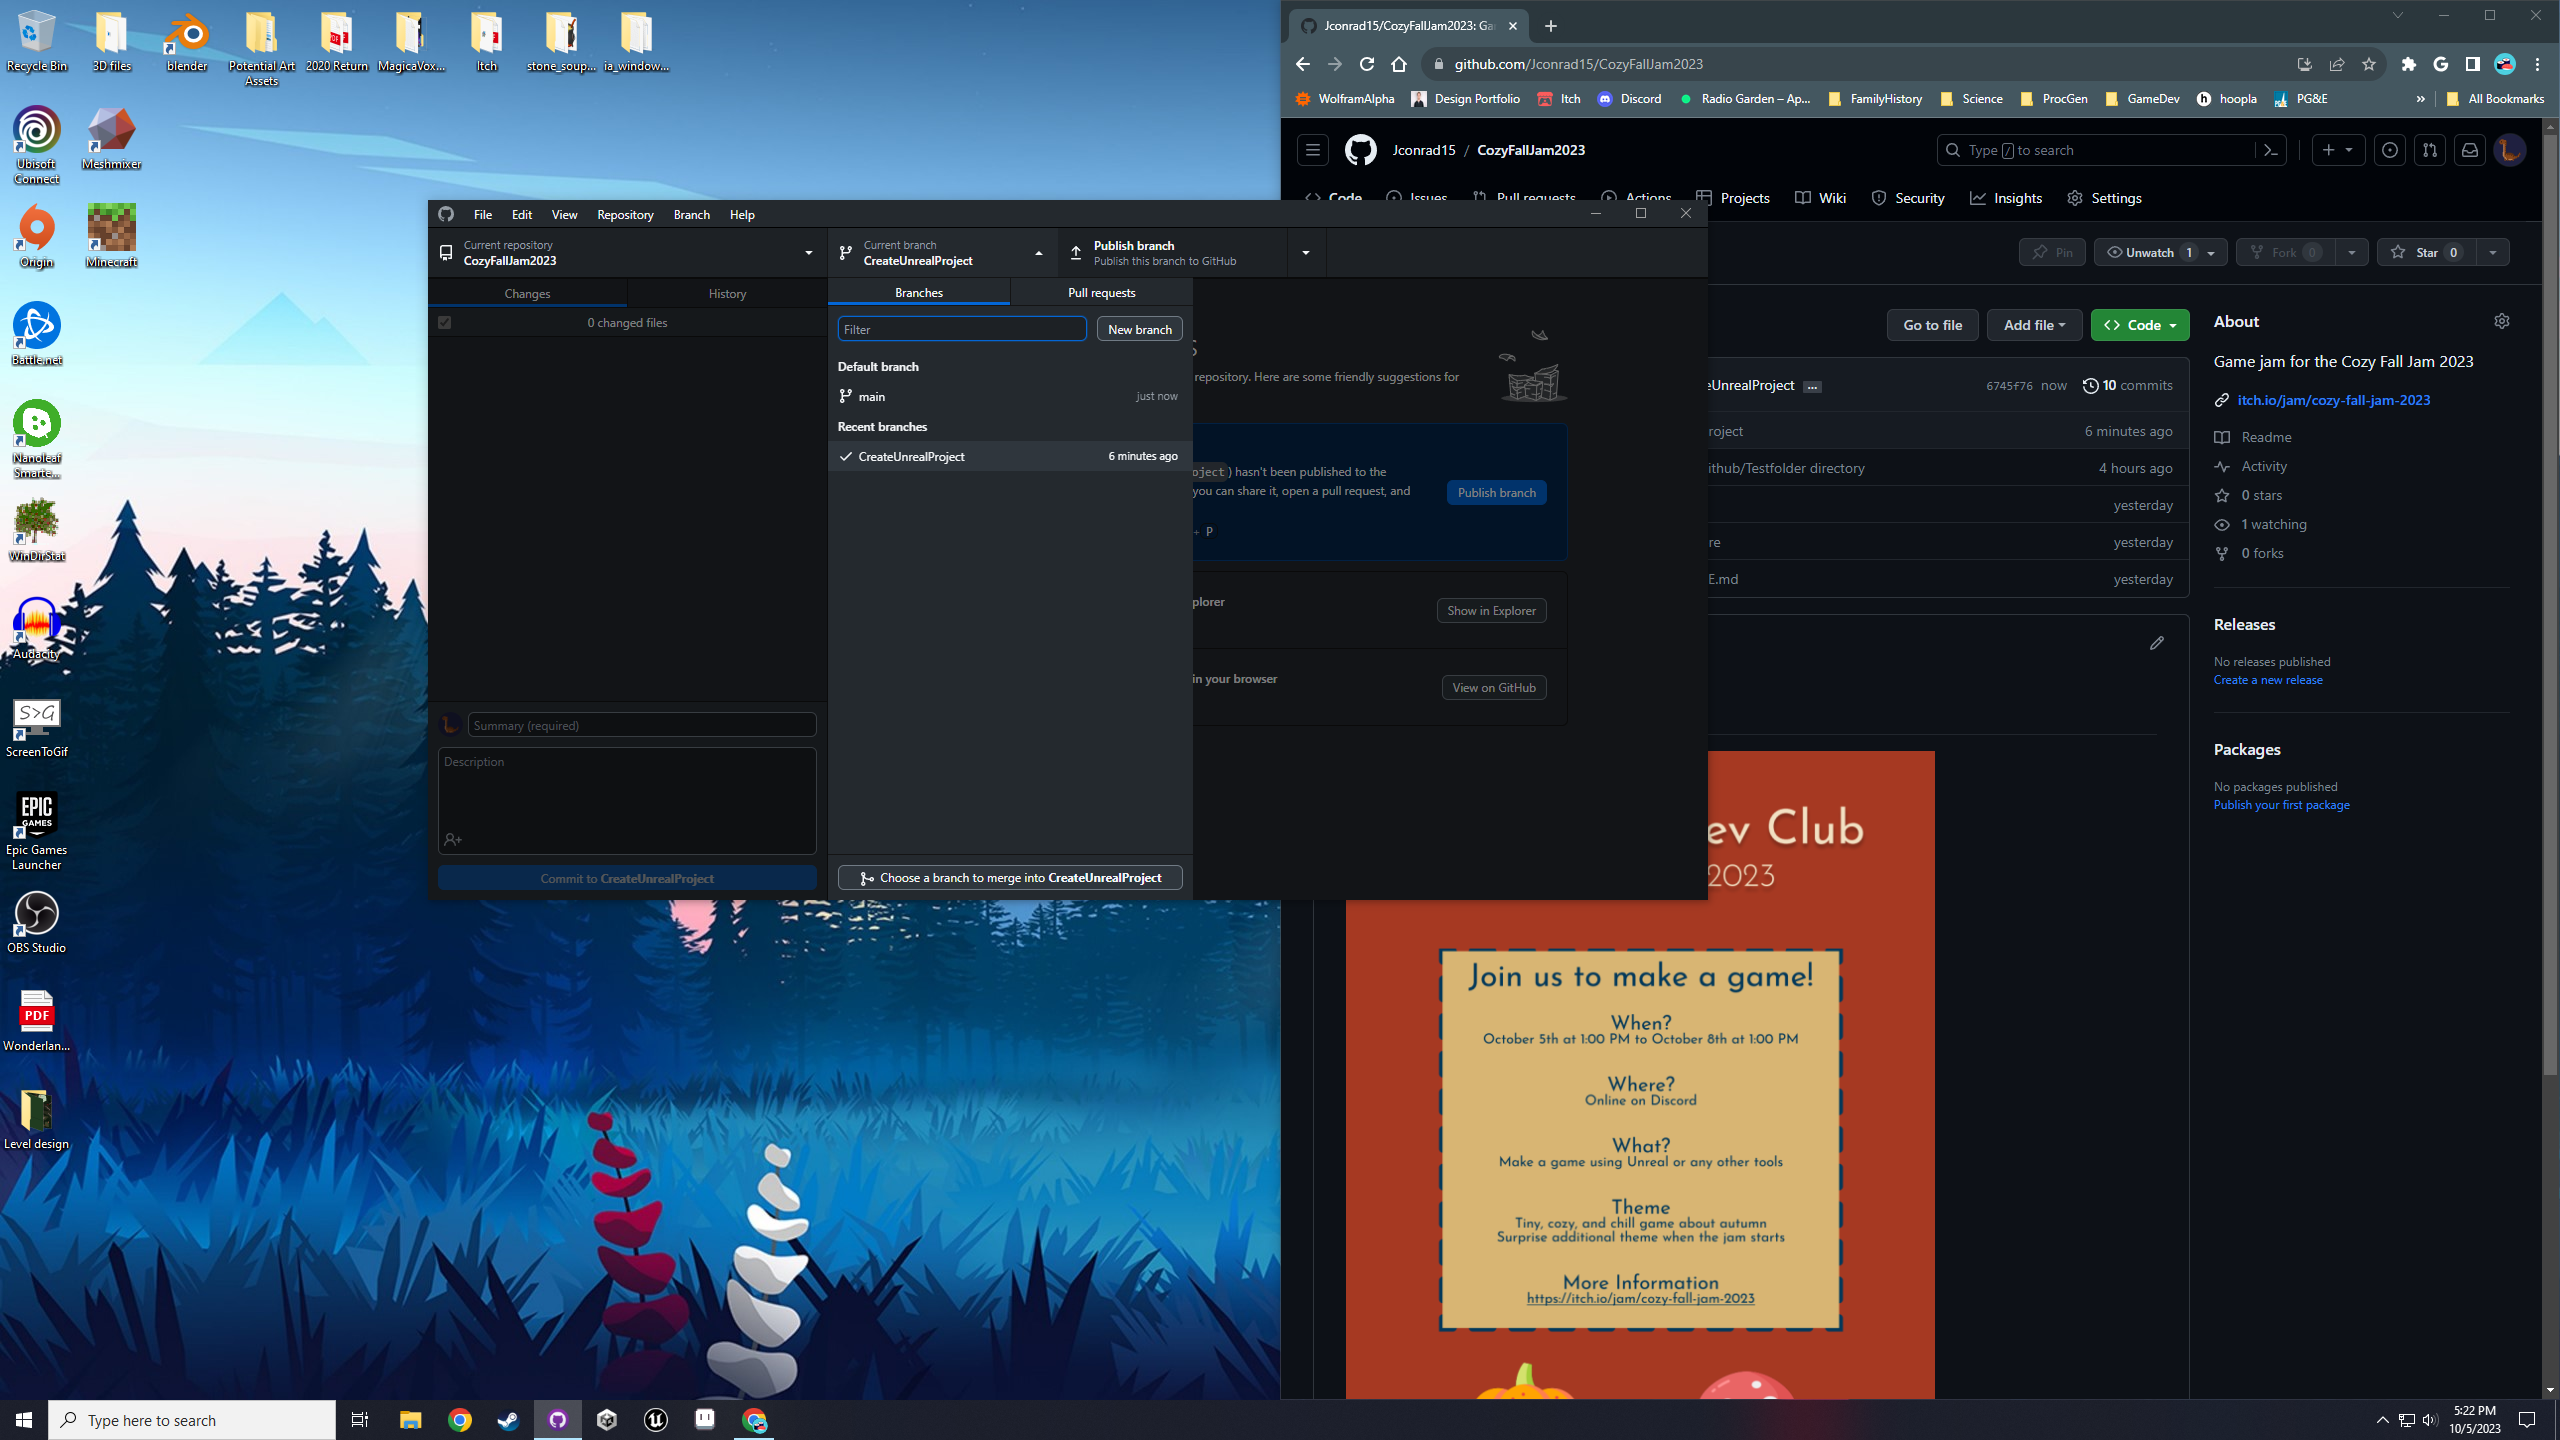 Recycle Bin
3D files
blender
Potential Art
Assets
2020 Return
MagicaVox...
Itch
stone_soup...
ia_window...
Ubisoft
Connect
Meshmixer
Origin
Minecraft
Battle.net
Nanoleaf
Smarte...
WinDirStat
Audacity
S>G
ScreenToGif
EPIC
GAMES
Epic Games
Launcher
OBS Studio
PDF
Wonderlan...
Level design
File Edit View Repository Branch Help
Current repository
CozyFallJam2023
Current branch
CreateUnrealProject
Publish branch
Publish this branch to GitHub
Changes
History
0 changed files
Branches
Pull requests
Filter
New branch
Default branch
main
just now
Recent branches
CreateUnrealProject
6 minutes ago
Choose a branch to merge into CreateUnrealProject
Summary (required)
Description
Commit to CreateUnrealProject
s
repository. Here are some friendly suggestions for
oject) hasn't been published to the
you can share it, open a pull request, and
+ P
Publish branch
plorer
Show in Explorer
in your browser
View on GitHub
Jconrad15/CozyFallJam2023: Ga
github.com/Jconrad15/CozyFallJam2023
WolframAlpha
Design Portfolio
Itch
Discord
Radio Garden – Ap...
FamilyHistory
Science
ProcGen
GameDev
hoopla
PG&E
»
All Bookmarks
Jconrad15 / CozyFallJam2023
Type / to search
Code
Issues
Pull requests
Actions
Projects
Wiki
Security
Insights
Settings
Pin
Unwatch 1
Fork 0
Star 0
Go to file
Add file
Code
eUnrealProject ...
6745f76 now
10 commits
roject
6 minutes ago
ithub/Testfolder directory
4 hours ago
yesterday
re
yesterday
E.md
yesterday
About
Game jam for the Cozy Fall Jam 2023
itch.io/jam/cozy-fall-jam-2023
Readme
Activity
0 stars
1 watching
0 forks
Releases
No releases published
Create a new release
Packages
No packages published
Publish your first package
ev Club
2023
Join us to make a game!
When?
October 5th at 1:00 PM to October 8th at 1:00 PM
Where?
Online on Discord
What?
Make a game using Unreal or any other tools
Theme
Tiny, cozy, and chill game about autumn
Surprise additional theme when the jam starts
More Information
https://itch.io/jam/cozy-fall-jam-2023
Type here to search
5:22 PM
10/5/2023